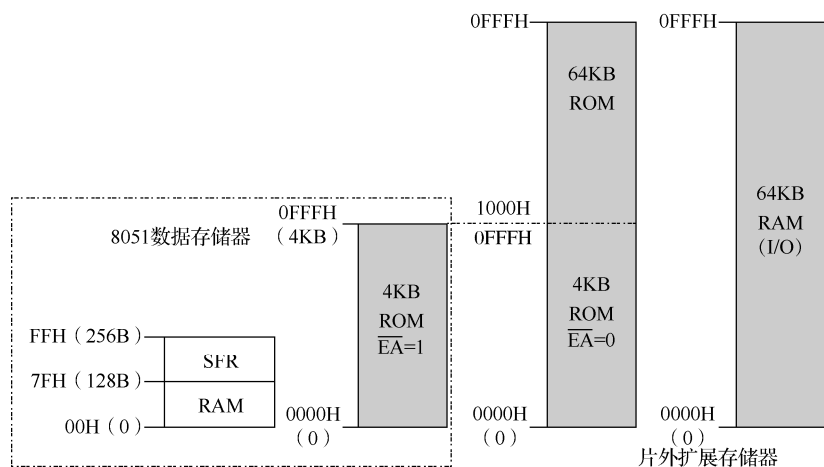 0FFFH
64KB
ROM
1000H
0FFFH
4KB
ROM
EA=0
0000H
(0)
0FFFH
64KB
RAM
(I/O)
0000H
(0)
片外扩展存储器
8051数据存储器
0FFFH
(4KB)
4KB
ROM
EA=1
0000H
(0)
FFH(256B)
SFR
7FH(128B)
RAM
00H(0)